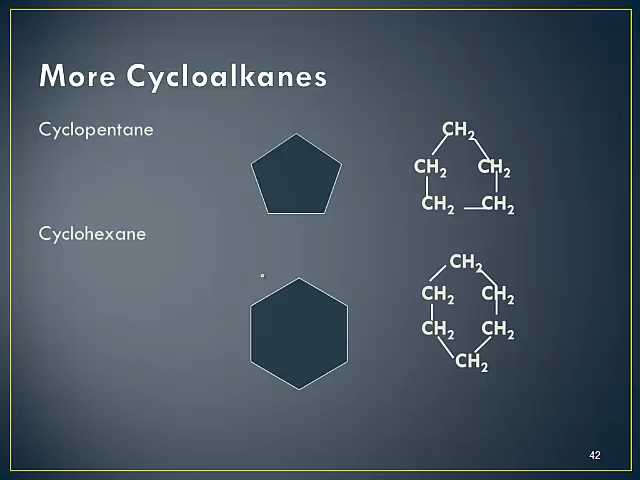 More Cycloalkanes
Cyclopentane
CH₂
CH₂ CH₂
CH₂ CH₂
Cyclohexane
CH₂
CH₂ CH₂
CH₂ CH₂
CH₂
42